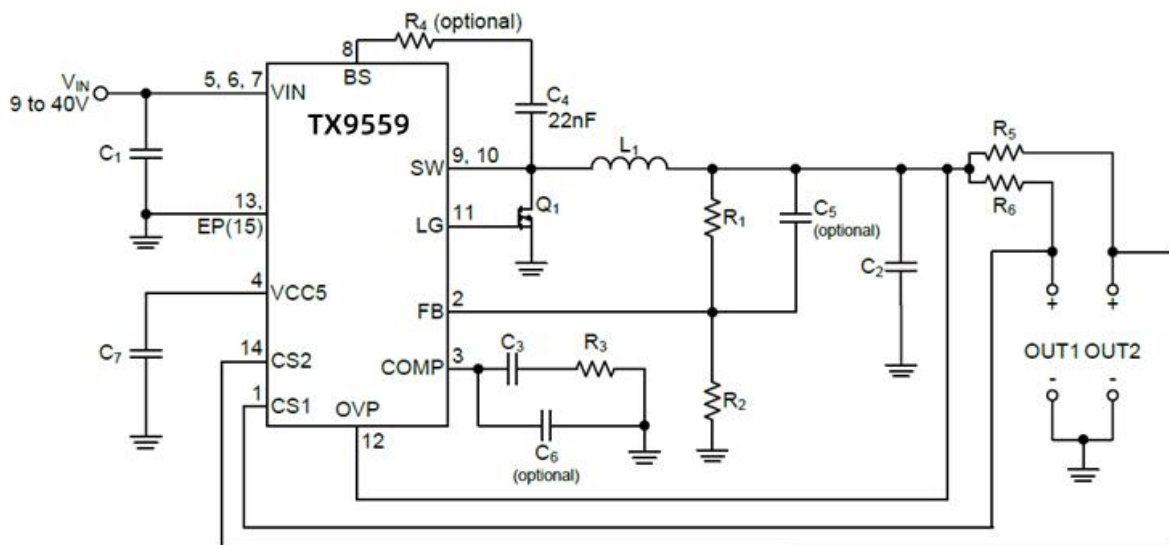 R4 (optional)
8
BS
VIN
9 to 40V
5, 6, 7
VIN
TX9559
C4
22nF
C1
SW
9, 10
L1
R5
R6
13,
EP(15)
LG
11
Q1
R1
C5
(optional)
C2
4
VCC5
FB
2
C7
14
CS2
COMP
3
C3
R3
OUT1 OUT2
+
+
-
-
1
CS1
OVP
12
C6
(optional)
R2